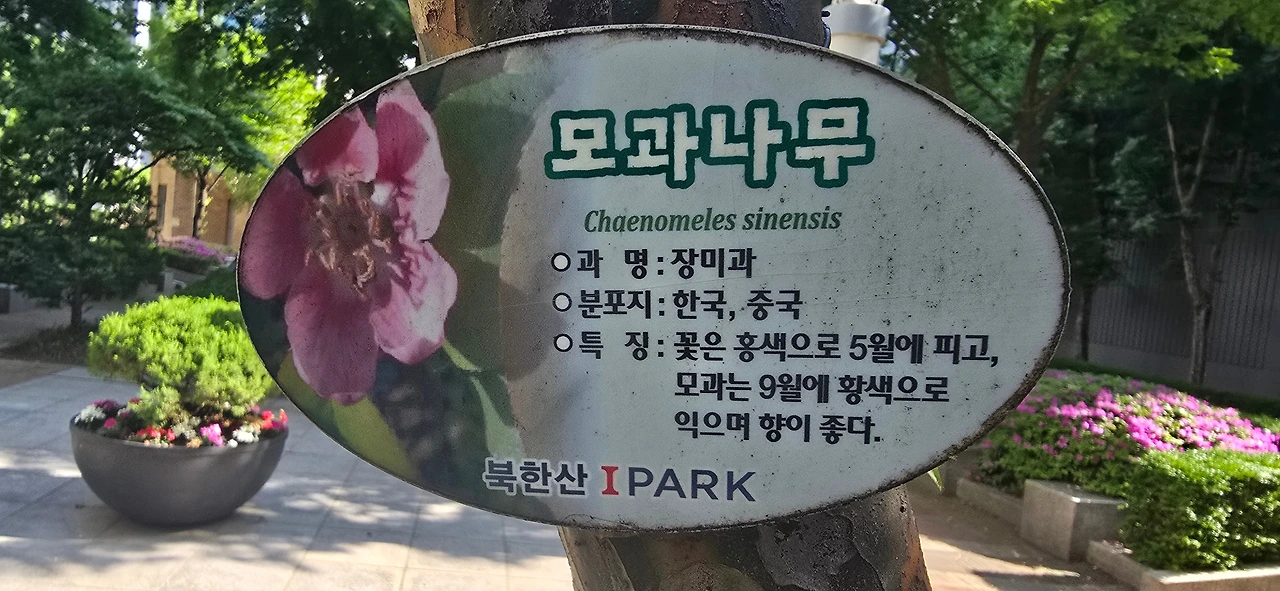 모과나무
Chaenomeles sinensis
○과 명 : 장미과
○분포지 : 한국, 중국
○특 징 : 꽃은 홍색으로 5월에 피고,
모과는 9월에 황색으로
익으며 향이 좋다.
북한산 IPARK